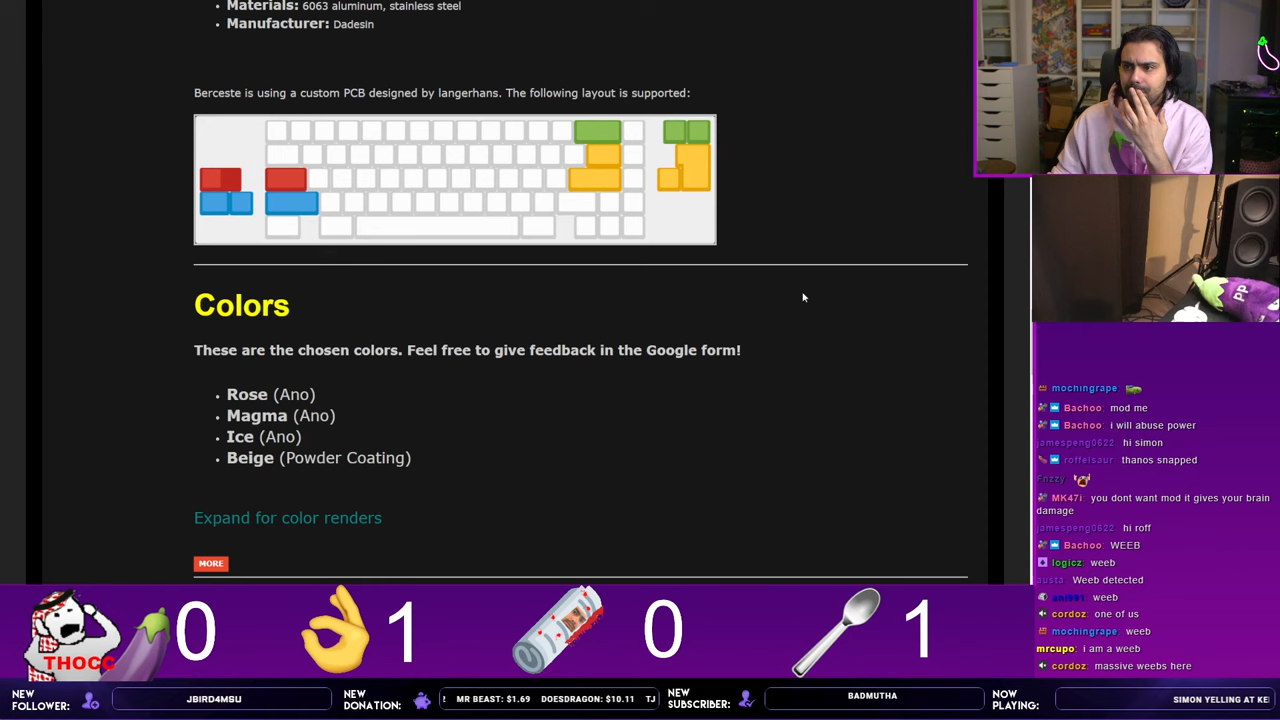 Materials: 6063 aluminum, stainless steel
Manufacturer: Dadesin
Berceste is using a custom PCB designed by langerhans. The following layout is supported:
Colors
These are the chosen colors. Feel free to give feedback in the Google form!
Rose (Ano)
Magma (Ano)
Ice (Ano)
Beige (Powder Coating)
Expand for color renders
MORE
PP
mochingrape:
Bachoo: mod me
Bachoo: i will abuse power
jamespeng0622: hi simon
roffelsaur: thanos snapped
Fnzzy
MK47i: you dont want mod it gives your brain
damage
jamespeng0622: hi roff
Bachoo: WEEB
logicz: weeb
austa: Weeb detected
weeb
cordoz: one of us
mochingrape: weeb
mrcupo: i am a weeb
cordoz: massive weebs here
THOCC
0
1
0
1
NEW
FOLLOWER:
JBIRD4MSU
NEW
DONATION:
MR BEAST: $1.69 DOESDRAGON: $10.11 TJ
NEW
SUBSCRIBER:
BADMUTHA
NOW
PLAYING:
SIMON YELLING AT KE